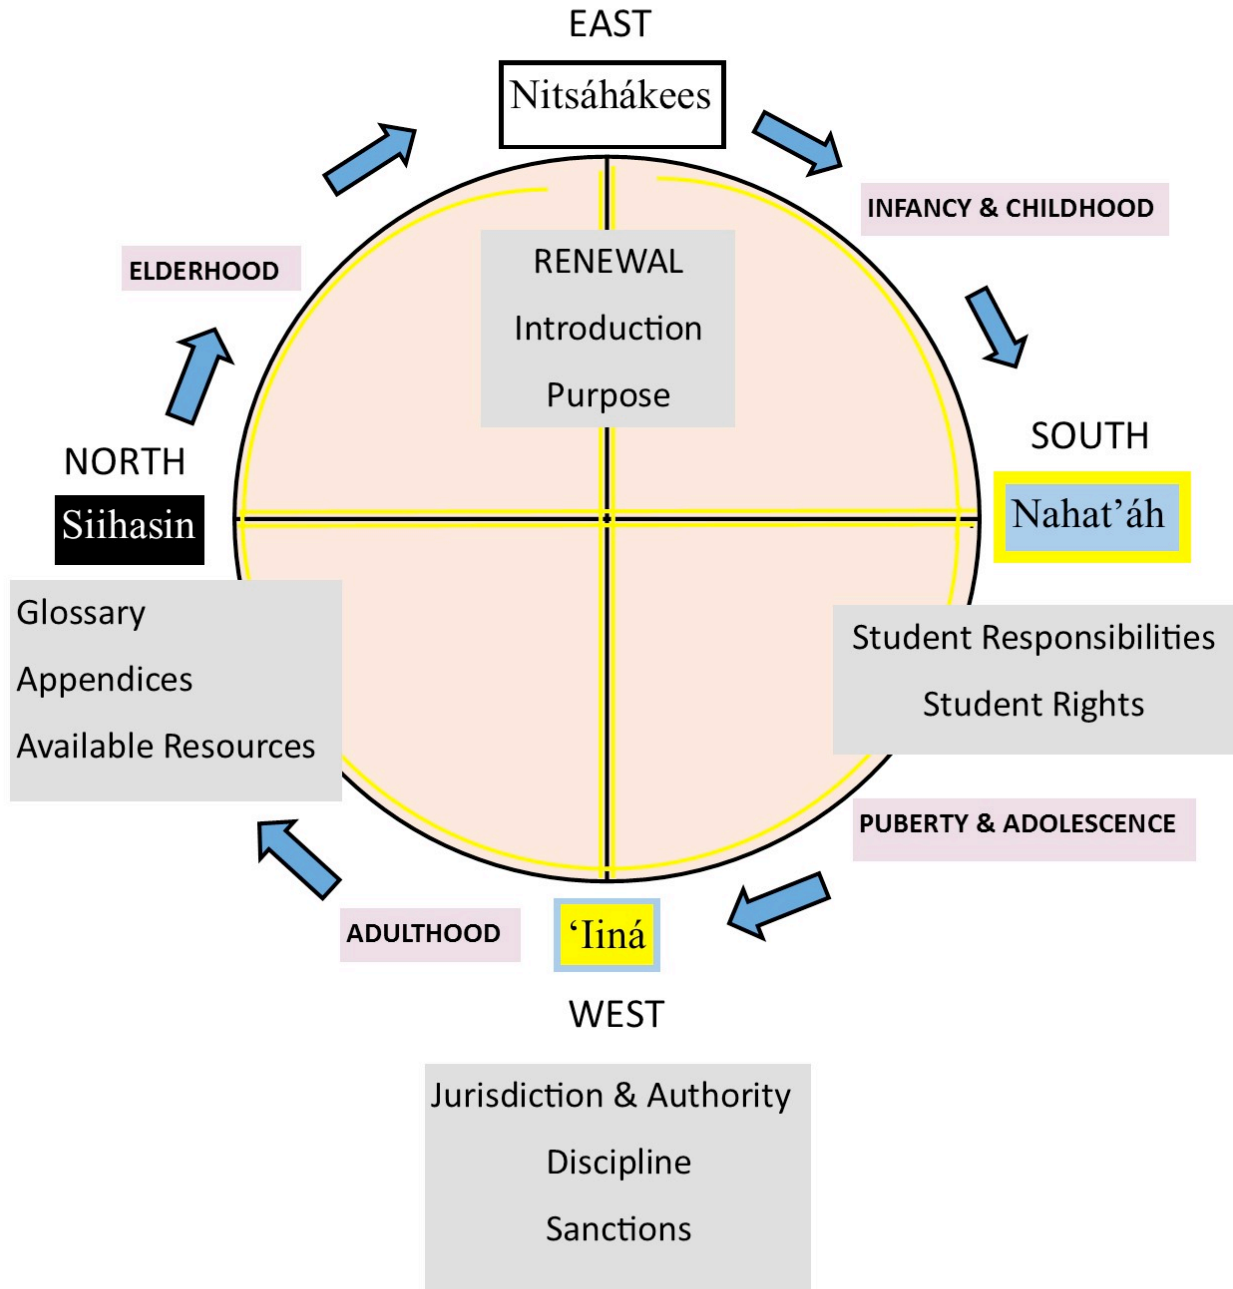 EAST
Nitsáhákees
INFANCY & CHILDHOOD
ELDERHOOD
RENEWAL
Introduction
Purpose
SOUTH
Nahat’áh
NORTH
Siihasin
Glossary
Appendices
Available Resources
Student Responsibilities
Student Rights
PUBERTY & ADOLESCENCE
ADULTHOOD
‘Iiná
WEST
Jurisdiction & Authority
Discipline
Sanctions